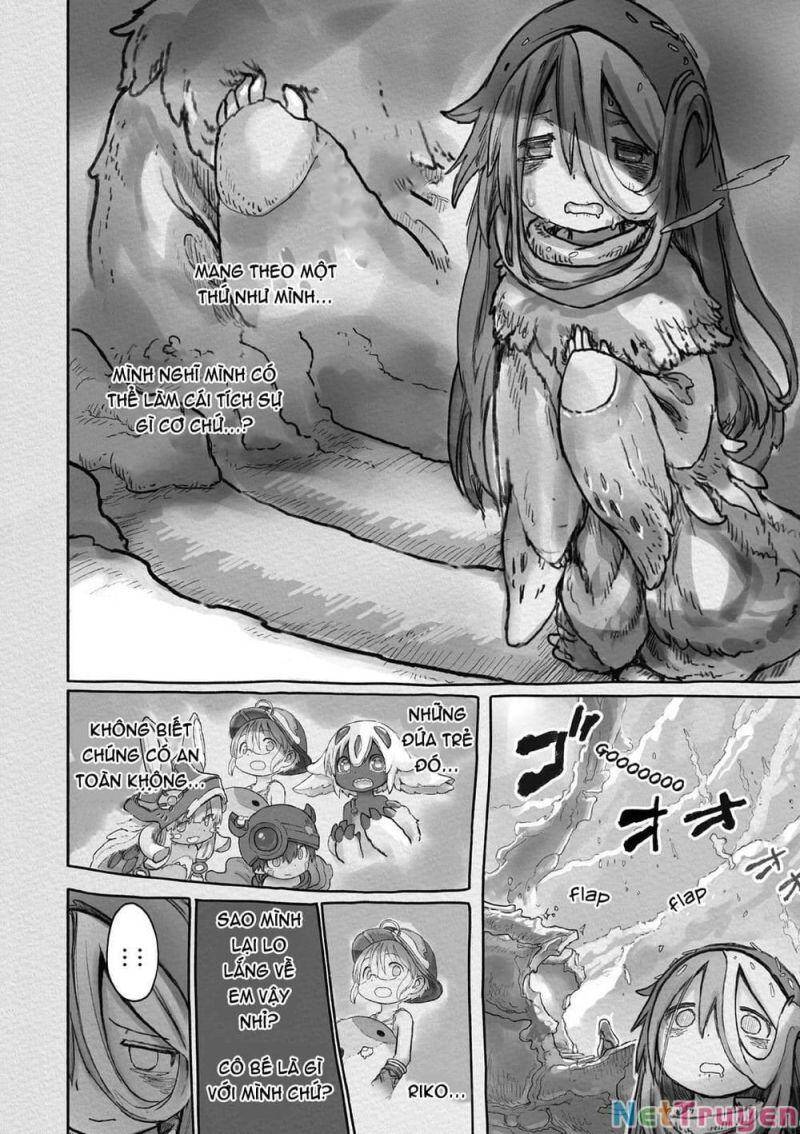 MANG THEO MỘT
THỨ NHƯ MÌNH...
MÌNH NGHĨ MÌNH CÓ
THỂ LÀM CÁI TÍCH SỰ
GÌ CƠ CHỨ...?
ゴ
GOOOOOOO
オオ
flap
flap
NHỮNG
ĐỨA TRẺ
ĐÓ...
KHÔNG BIẾT
CHÚNG CÓ AN
TOÀN KHÔNG...
RIKO...
SAO MÌNH
LẠI LO
LẮNG VỀ
EM VẬY
NHỈ?
CÔ BÉ LÀ GÌ
VỚI MÌNH CHỨ?
......
NetTruyen